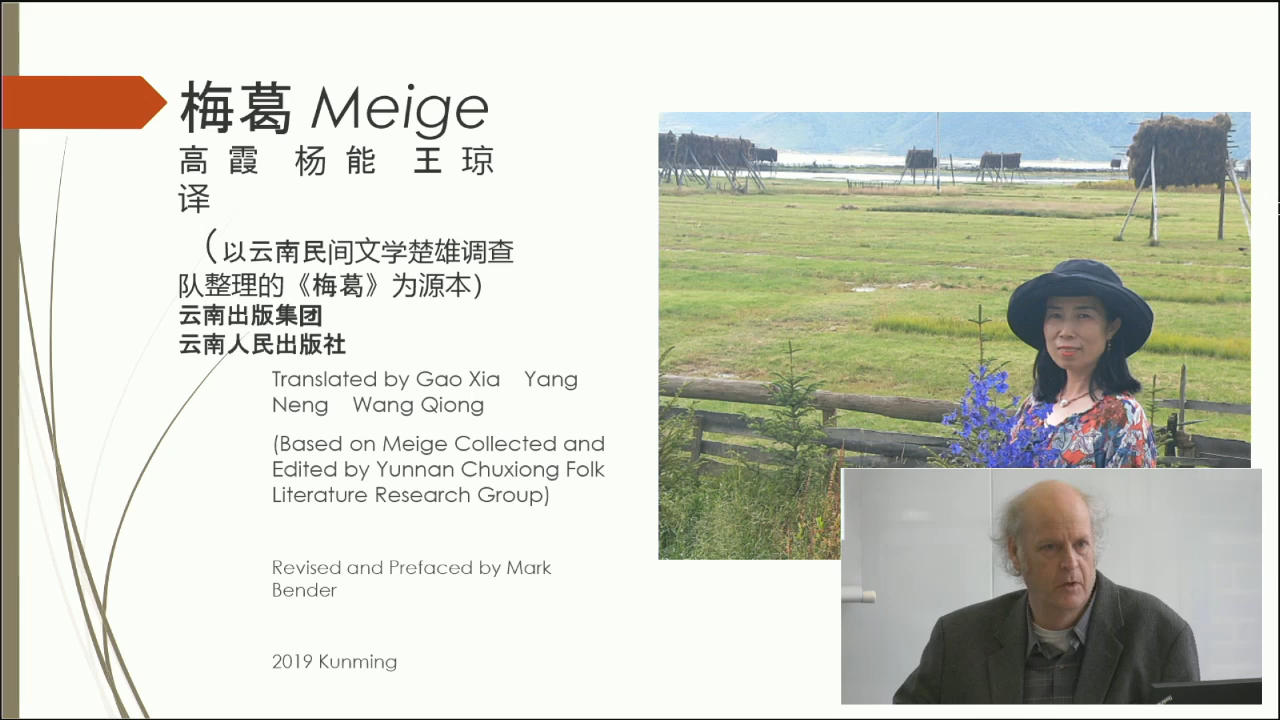 梅葛 Meige
高 霞 杨 能 王 琼
译
（以云南民间文学楚雄调查
队整理的《梅葛》为源本）
云南出版集团
云南人民出版社
Translated by Gao Xia Yang
Neng Wang Qiong
(Based on Meige Collected and
Edited by Yunnan Chuxiong Folk
Literature Research Group)
Revised and Prefaced by Mark
Bender
2019 Kunming